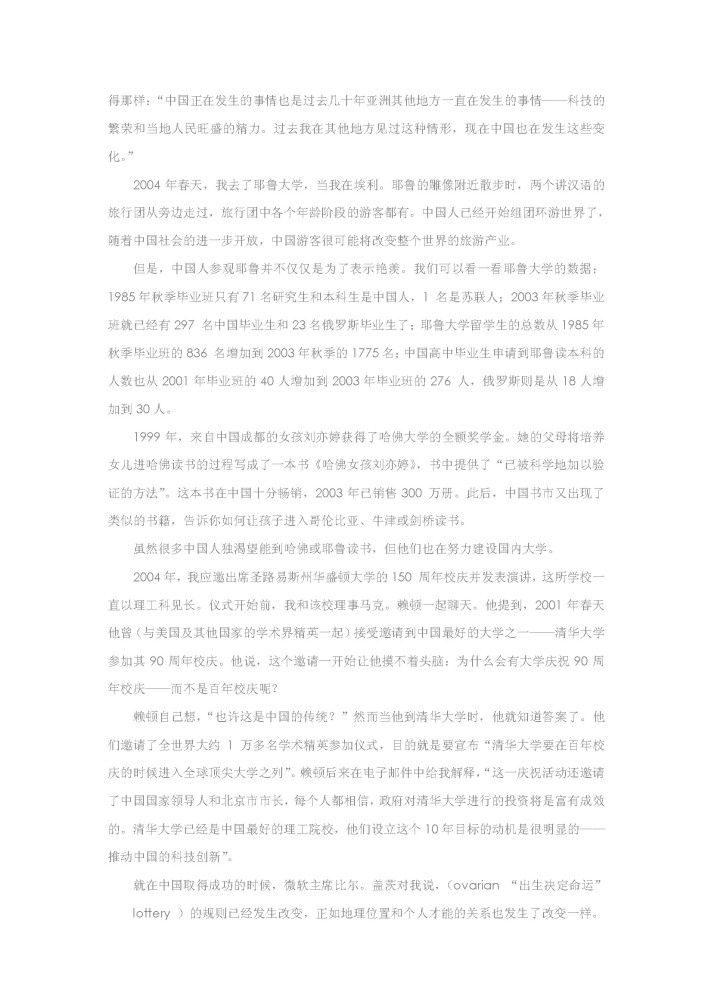 得那样：“中国正在发生的事情也是过去几十年亚洲其他地方一直在发生的事情——科技的
繁荣和当地人民旺盛的精力。过去我在其他地方见过这种情形，现在中国也在发生这些变
化。”
2004 年春天，我去了耶鲁大学，当我在埃利。耶鲁的雕像附近散步时，两个讲汉语的
旅行团从旁边走过，旅行团中各个年龄阶段的游客都有。中国人已经开始组团环游世界了，
随着中国社会的进一步开放，中国游客很可能将改变整个世界的旅游产业。
但是，中国人参观耶鲁并不仅仅是为了表示艳羡。我们可以看一看耶鲁大学的数据：
1985 年秋季毕业班只有 71 名研究生和本科生是中国人，1 名是苏联人；2003 年秋季毕业
班就已经有 297 名中国毕业生和 23 名俄罗斯毕业生了；耶鲁大学留学生的总数从 1985 年
秋季毕业班的 836 名增加到 2003 年秋季的 1775 名；中国高中毕业生申请到耶鲁读本科的
人数也从 2001 年毕业班的 40 人增加到 2003 年毕业班的 276 人，俄罗斯则是从 18 人增
加到 30 人。
1999 年，来自中国成都的女孩刘亦婷获得了哈佛大学的全额奖学金。她的父母将培养
女儿进哈佛读书的过程写成了一本书《哈佛女孩刘亦婷》，书中提供了“已被科学地加以验
证的方法”。这本书在中国十分畅销，2003 年已销售 300 万册。此后，中国书市又出现了
类似的书籍，告诉你如何让孩子进入哥伦比亚、牛津或剑桥读书。
虽然很多中国人独渴望能到哈佛或耶鲁读书，但他们也在努力建设国内大学。
2004 年，我应邀出席圣路易斯州华盛顿大学的 150 周年校庆并发表演讲，这所学校一
直以理工科见长。仪式开始前，我和该校理事马克。赖顿一起聊天。他提到，2001 年春天
他曾（与美国及其他国家的学术界精英一起）接受邀请到中国最好的大学之一——清华大学
参加其 90 周年校庆。他说，这个邀请一开始让他摸不着头脑：为什么会有大学庆祝 90 周
年校庆——而不是百年校庆呢？
赖顿自己想，“也许这是中国的传统？”然而当他到清华大学时，他就知道答案了。他
们邀请了全世界大约 1 万多名学术精英参加仪式，目的就是要宣布“清华大学要在百年校
庆的时候进入全球顶尖大学之列”。赖顿后来在电子邮件中给我解释，“这一庆祝活动还邀请
了中国国家领导人和北京市市长，每个人都相信，政府对清华大学进行的投资将是富有成效
的。清华大学已经是中国最好的理工院校，他们设立这个 10 年目标的动机是很明显的——
推动中国的科技创新”。
就在中国取得成功的时候，微软主席比尔。盖茨对我说，（ovarian “出生决定命运”
lottery ）的规则已经发生改变，正如地理位置和个人才能的关系也发生了改变一样。